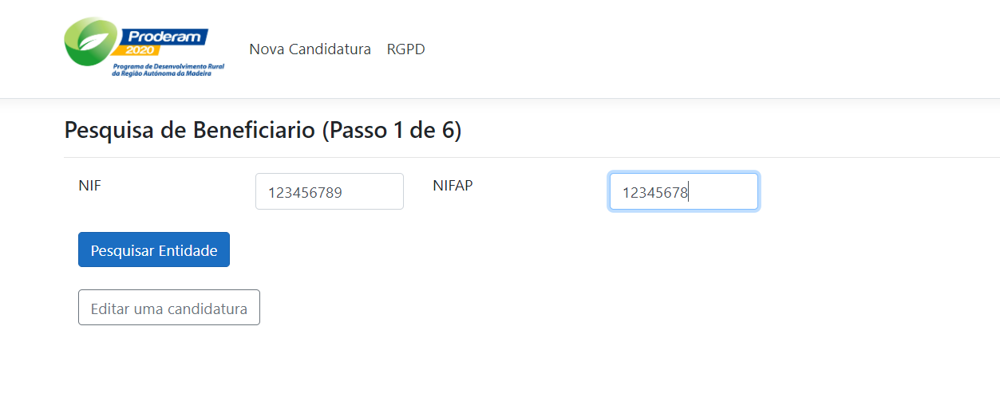 Proderam
2020
Programa de Desenvolvimento Rural
da Região Autónoma da Madeira
Nova Candidatura RGPD
Pesquisa de Beneficiario (Passo 1 de 6)
NIF 123456789 NIFAP 12345678
Pesquisar Entidade
Editar uma candidatura